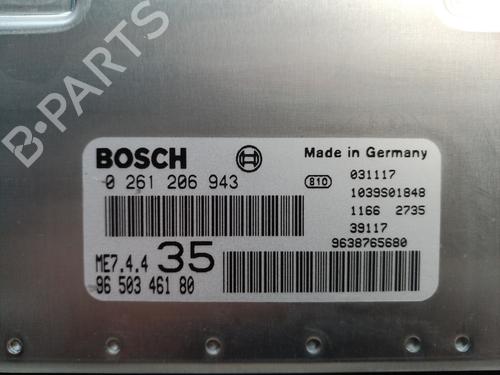 B-PARTS
BOSCH
Made in Germany
0 261 206 943
810
031117
1039S01848
1166 2735
39117
9638765680
ME7.4.4 35
96 503 461 80